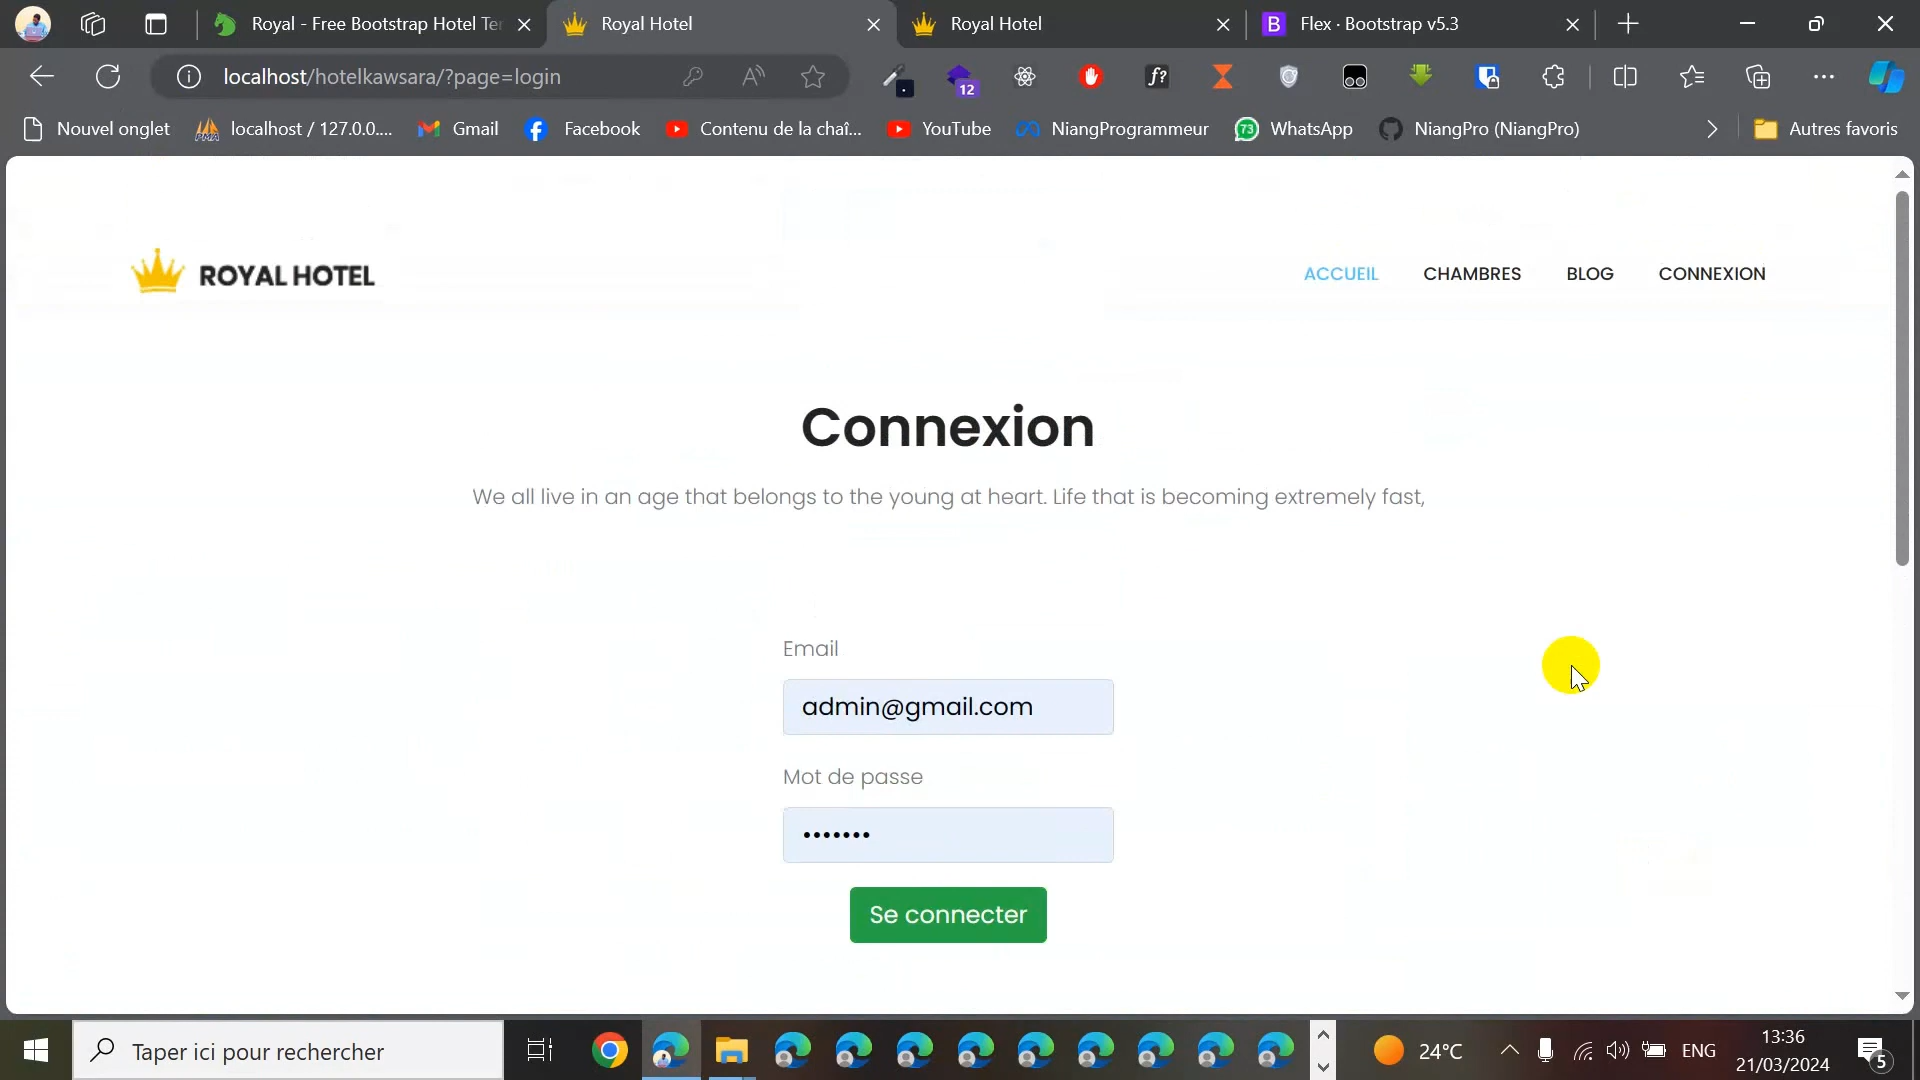 Royal - Free Bootstrap Hotel Ter
Royal Hotel
Royal Hotel
B Flex · Bootstrap v5.3
localhost/hotelkawsara/?page=login
12
f?
Nouvel onglet
localhost / 127.0.0....
Gmail
Facebook
Contenu de la chaî...
YouTube
NiangProgrammeur
73 WhatsApp
NiangPro (NiangPro)
Autres favoris
ROYAL HOTEL
ACCUEIL
CHAMBRES
BLOG
CONNEXION
Connexion
We all live in an age that belongs to the young at heart. Life that is becoming extremely fast,
Email
admin@gmail.com
Mot de passe
•••••••
Se connecter
Taper ici pour rechercher
24°C
ENG
13:36
21/03/2024
5